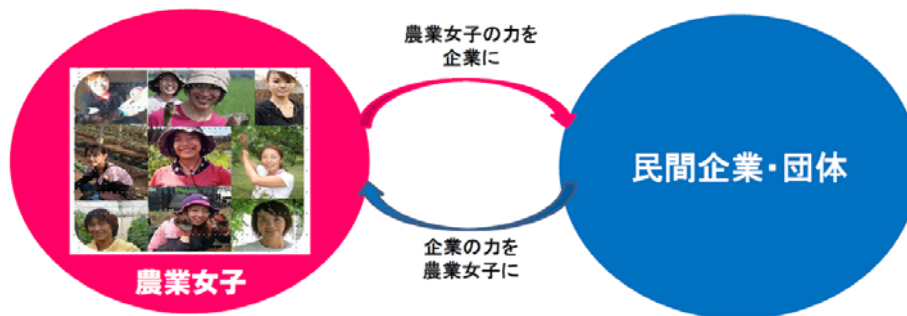 農業女子の力を
企業に
民間企業・団体
企業の力を
農業女子に
農業女子